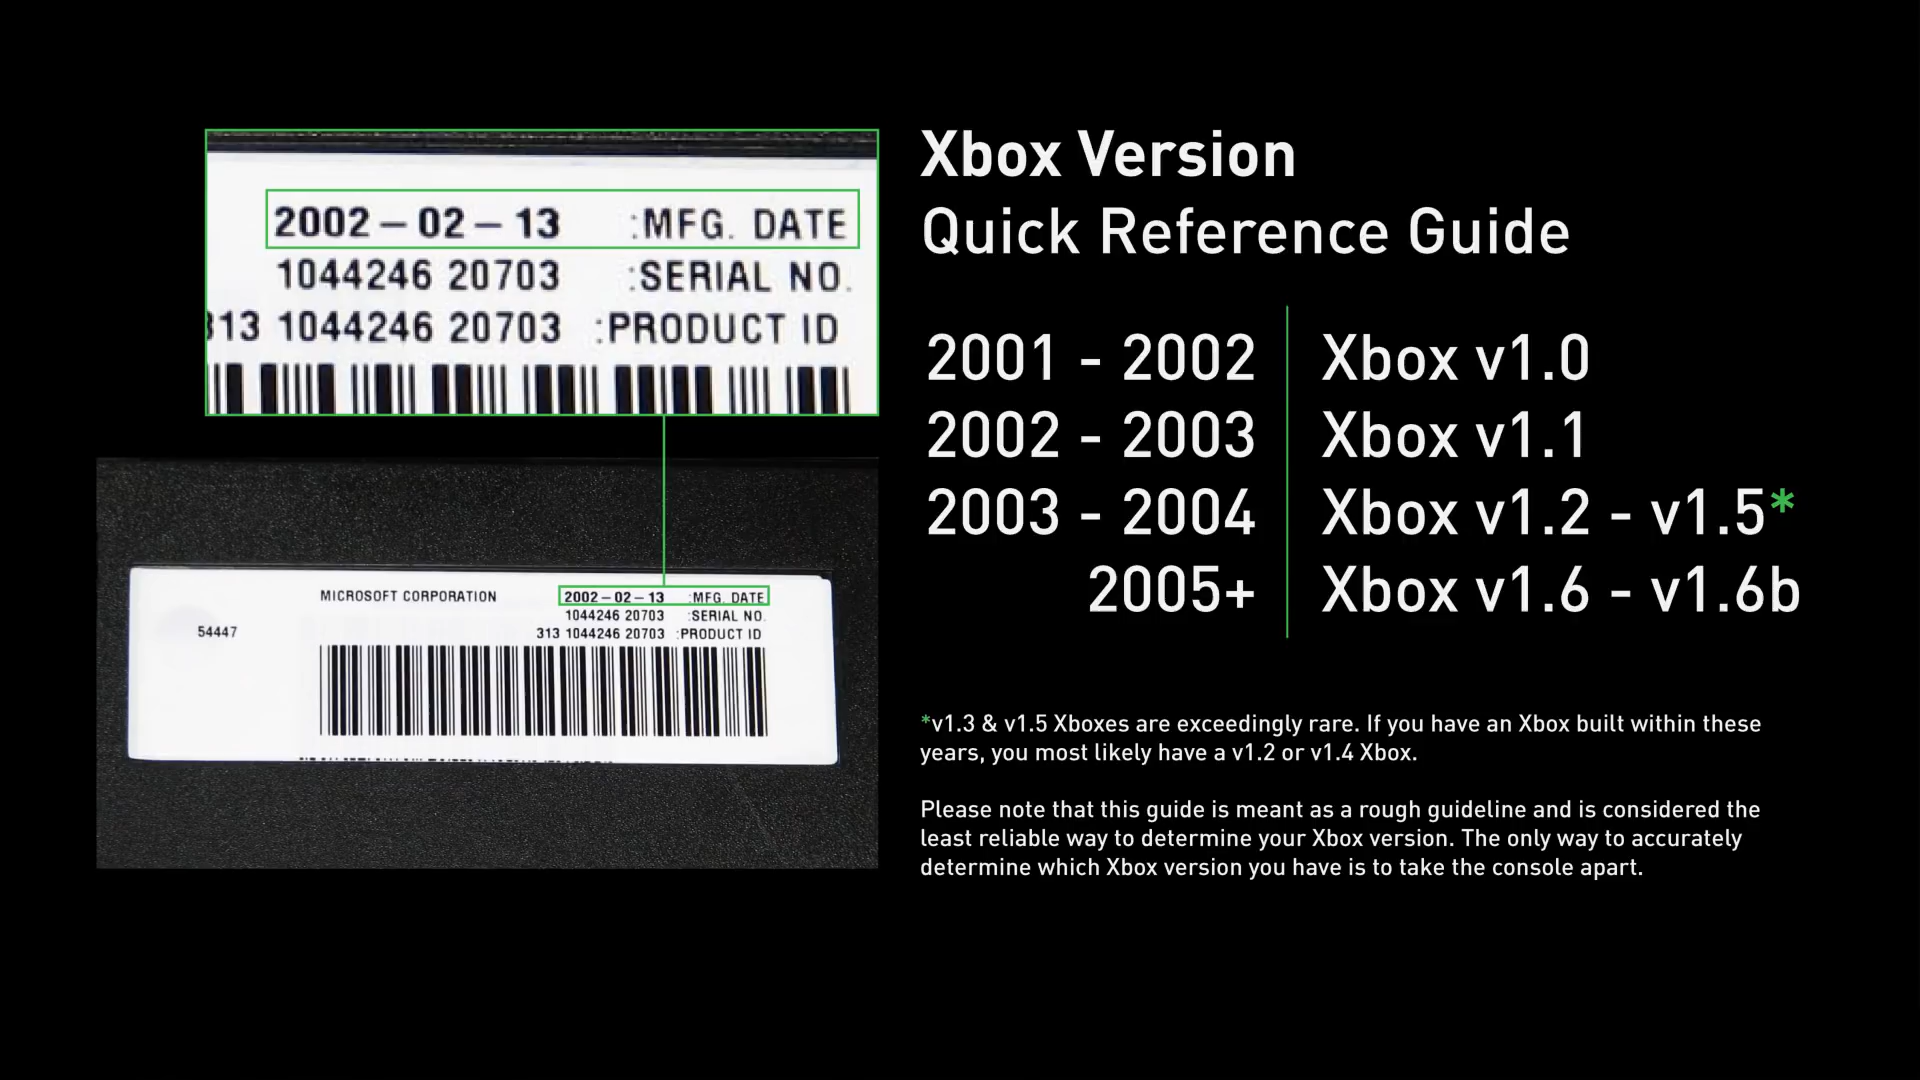 2002 – 02 – 13 :MFG. DATE
1044246 20703 :SERIAL NO.
313 1044246 20703 :PRODUCT ID
MICROSOFT CORPORATION
2002 – 02 – 13 :MFG. DATE
1044246 20703 :SERIAL NO.
313 1044246 20703 :PRODUCT ID
54447
Xbox Version
Quick Reference Guide
2001 - 2002 Xbox v1.0
2002 - 2003 Xbox v1.1
2003 - 2004 Xbox v1.2 - v1.5*
2005+ Xbox v1.6 - v1.6b
*v1.3 & v1.5 Xboxes are exceedingly rare. If you have an Xbox built within these
years, you most likely have a v1.2 or v1.4 Xbox.
Please note that this guide is meant as a rough guideline and is considered the
least reliable way to determine your Xbox version. The only way to accurately
determine which Xbox version you have is to take the console apart.